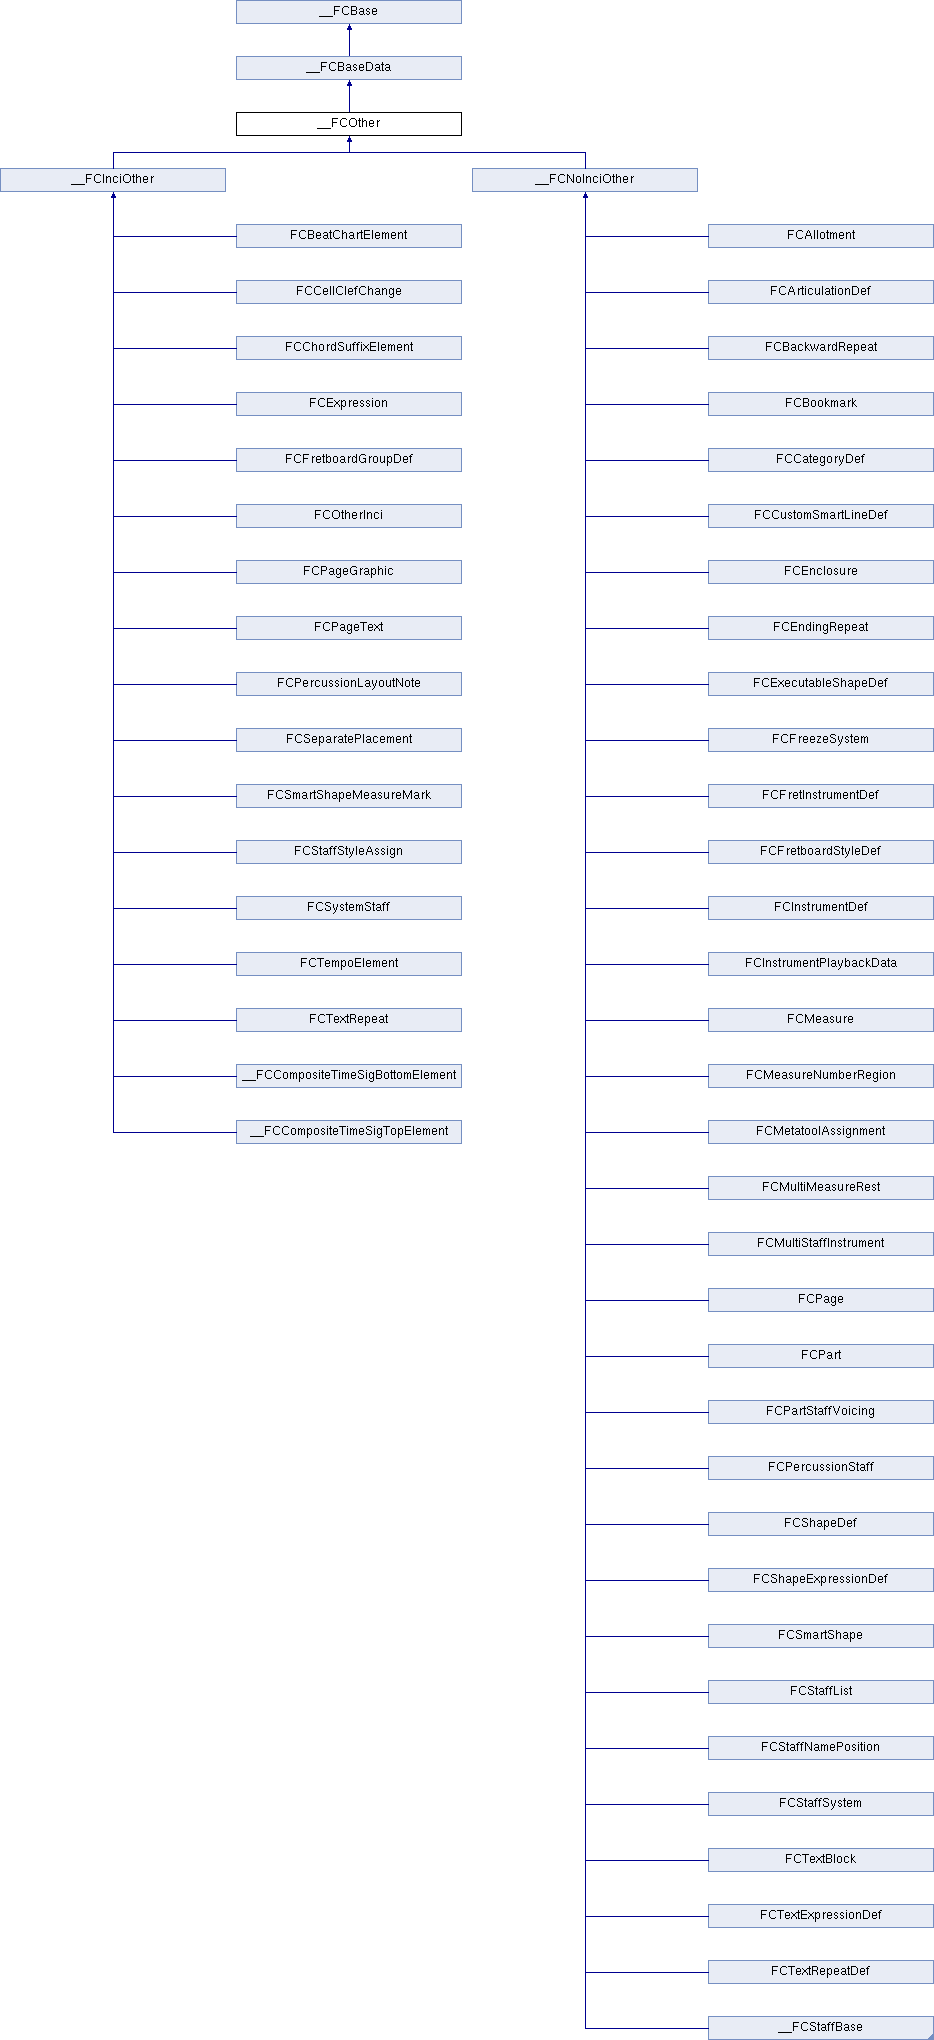 __FCBase
__FCBaseData
__FCOther
__FCInciOther
__FCNoInciOther
FCBeatChartElement
FCCellClefChange
FCChordSuffixElement
FCExpression
FCFretboardGroupDef
FCOtherInci
FCPageGraphic
FCPageText
FCPercussionLayoutNote
FCSeparatePlacement
FCSmartShapeMeasureMark
FCStaffStyleAssign
FCSystemStaff
FCTempoElement
FCTextRepeat
__FCCompositeTimeSigBottomElement
__FCCompositeTimeSigTopElement
FCAllotment
FCArticulationDef
FCBackwardRepeat
FCBookmark
FCCategoryDef
FCCustomSmartLineDef
FCEnclosure
FCEndingRepeat
FCExecutableShapeDef
FCFreezeSystem
FCFretInstrumentDef
FCFretboardStyleDef
FCInstrumentDef
FCInstrumentPlaybackData
FCMeasure
FCMeasureNumberRegion
FCMetatoolAssignment
FCMultiMeasureRest
FCMultiStaffInstrument
FCPage
FCPart
FCPartStaffVoicing
FCPercussionStaff
FCShapeDef
FCShapeExpressionDef
FCSmartShape
FCStaffList
FCStaffNamePosition
FCStaffSystem
FCTextBlock
FCTextExpressionDef
FCTextRepeatDef
__FCStaffBase